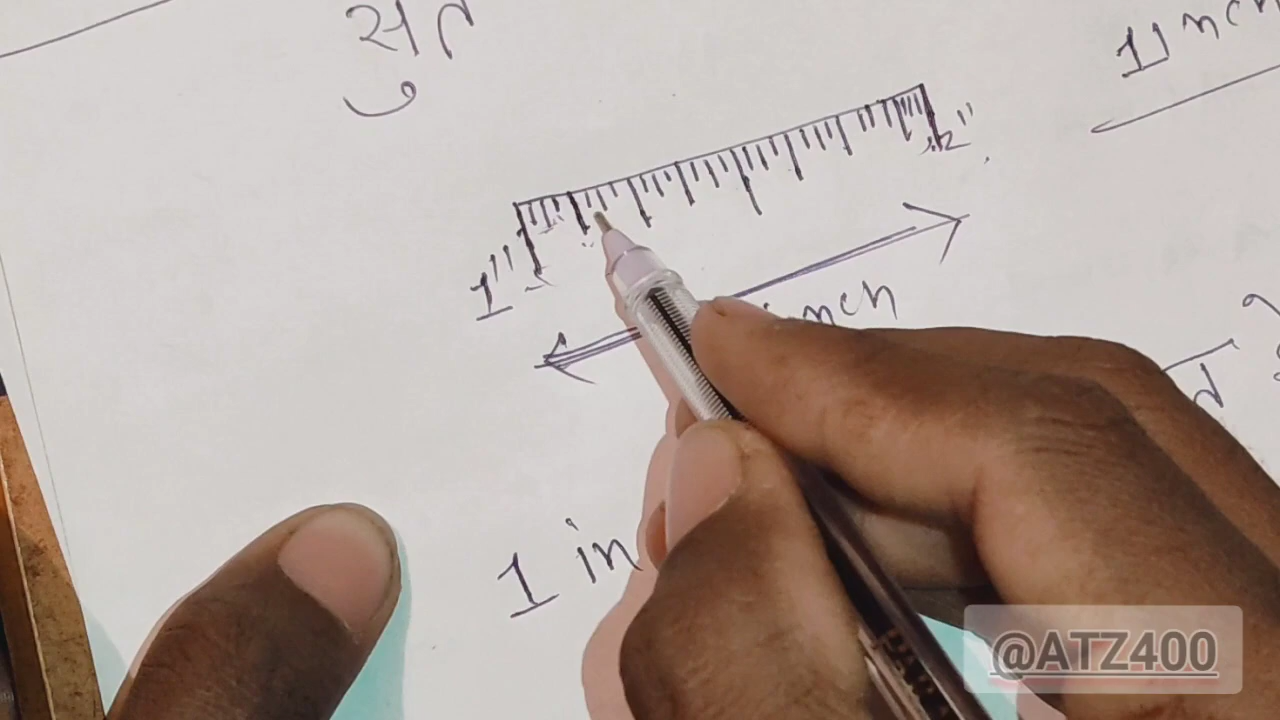 सूत
1 inch
1" 2"
inch
1 in
@ATZ400